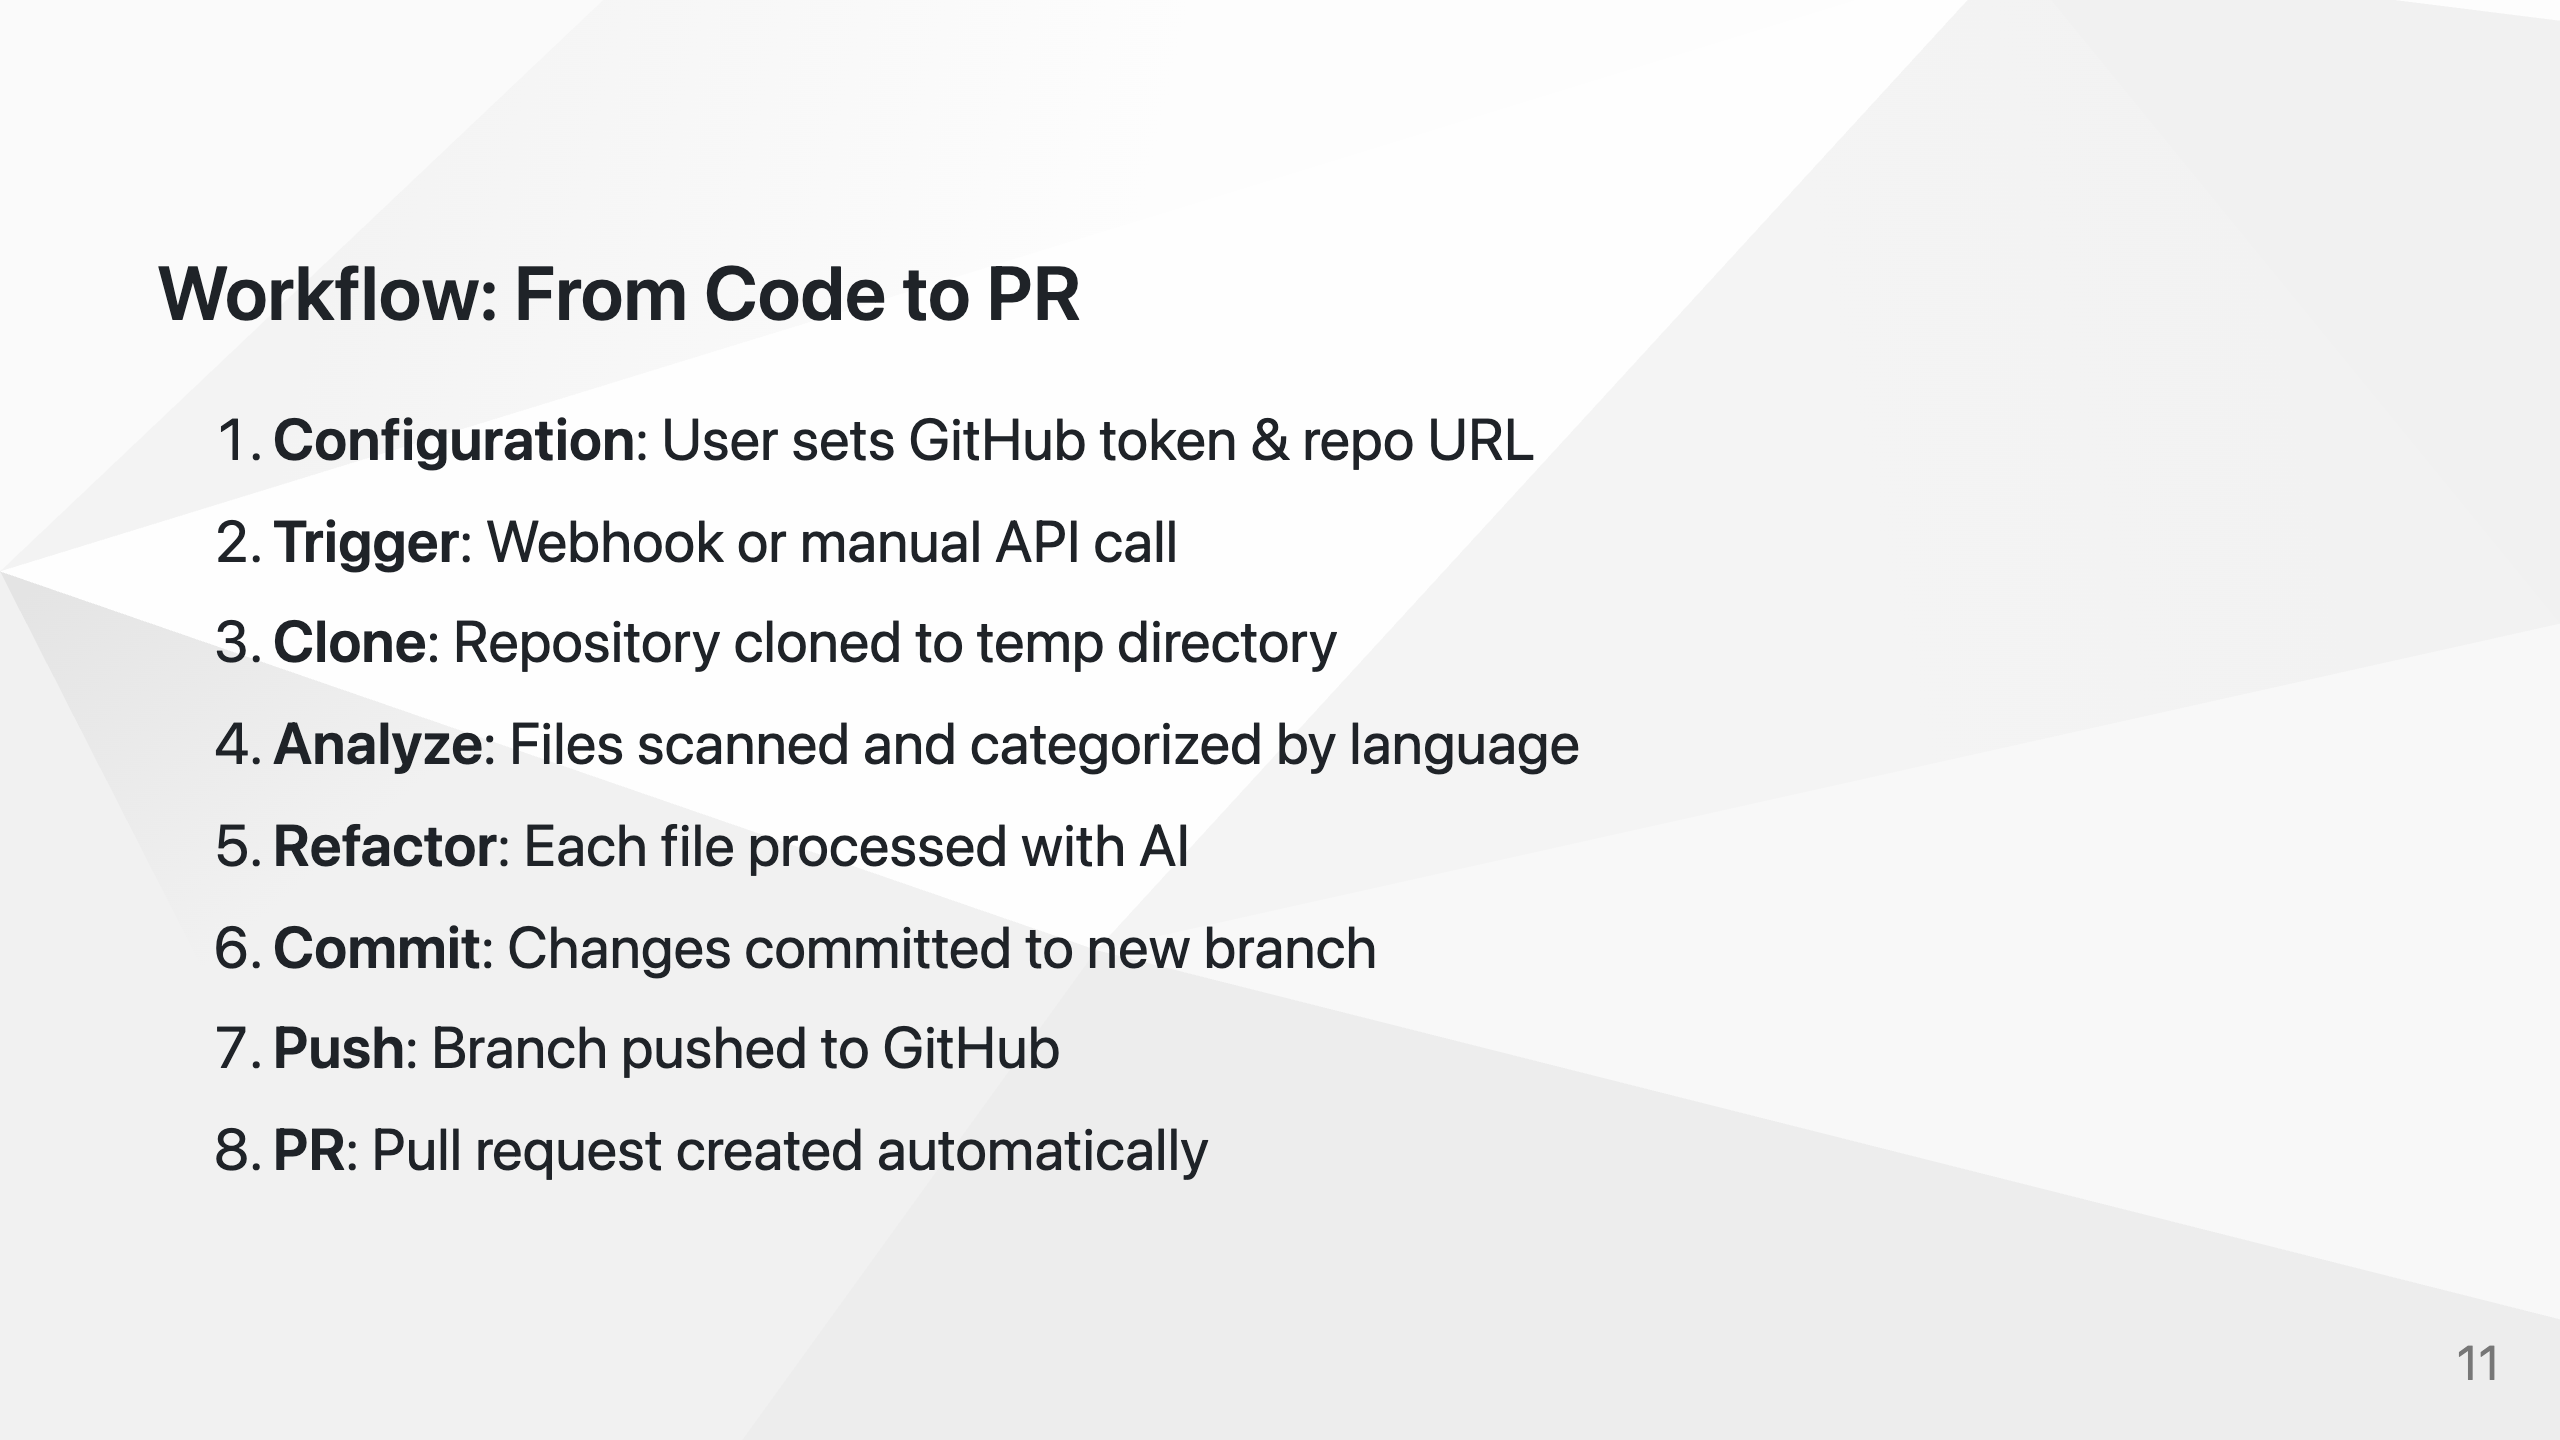 Workflow: From Code to PR
1. Configuration: User sets GitHub token & repo URL
2. Trigger: Webhook or manual API call
3. Clone: Repository cloned to temp directory
4. Analyze: Files scanned and categorized by language
5. Refactor: Each file processed with AI
6. Commit: Changes committed to new branch
7. Push: Branch pushed to GitHub
8. PR: Pull request created automatically
11